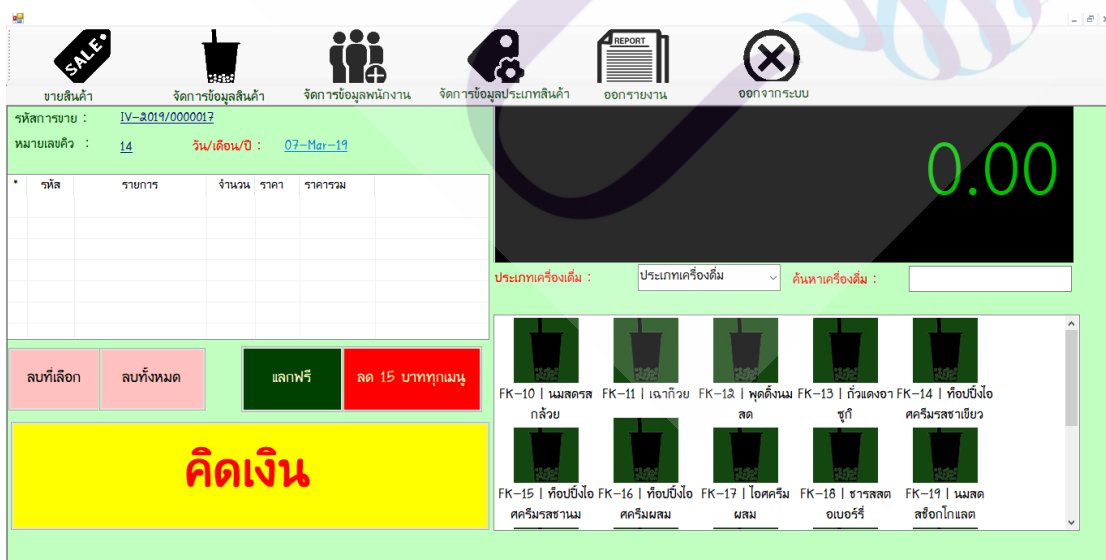 SALE
REPORT
ขายสินค้า จัดการข้อมูลสินค้า จัดการข้อมูลพนักงาน จัดการข้อมูลประเภทสินค้า ออกรายงาน ออกจากระบบ
รหัสการขาย : IV-2019/0000017
หมายเลขคิว : 14 วัน/เดือน/ปี : 07-Mar-19
* รหัส รายการ จำนวน ราคา ราคารวม
0.00
ประเภทเครื่องเดิ่ม : ประเภทเครื่องดื่ม ค้นหาเครื่องดื่ม :
ลบที่เลือก ลบทั้งหมด แลกฟรี ลด 15 บาททุกเมนู
คิดเงิน
FK-10 | นมสดรส FK-11 | เฉาก๊วย FK-12 | พุดดิ้งนม FK-13 | ถั่วแดงอา FK-14 | ท็อปปิ้งไอ
กล้วย สด ซูกิ ศครีมรสชาเขียว
FK-15 | ท็อปปิ้งไอ FK-16 | ท็อปปิ้งไอ FK-17 | ไอศครีม FK-18 | ชารสสต FK-19 | นมสด
ศครีมรสชานม ศครีมผสม ผสม อเบอร์รี่ สช็อกโกแลต